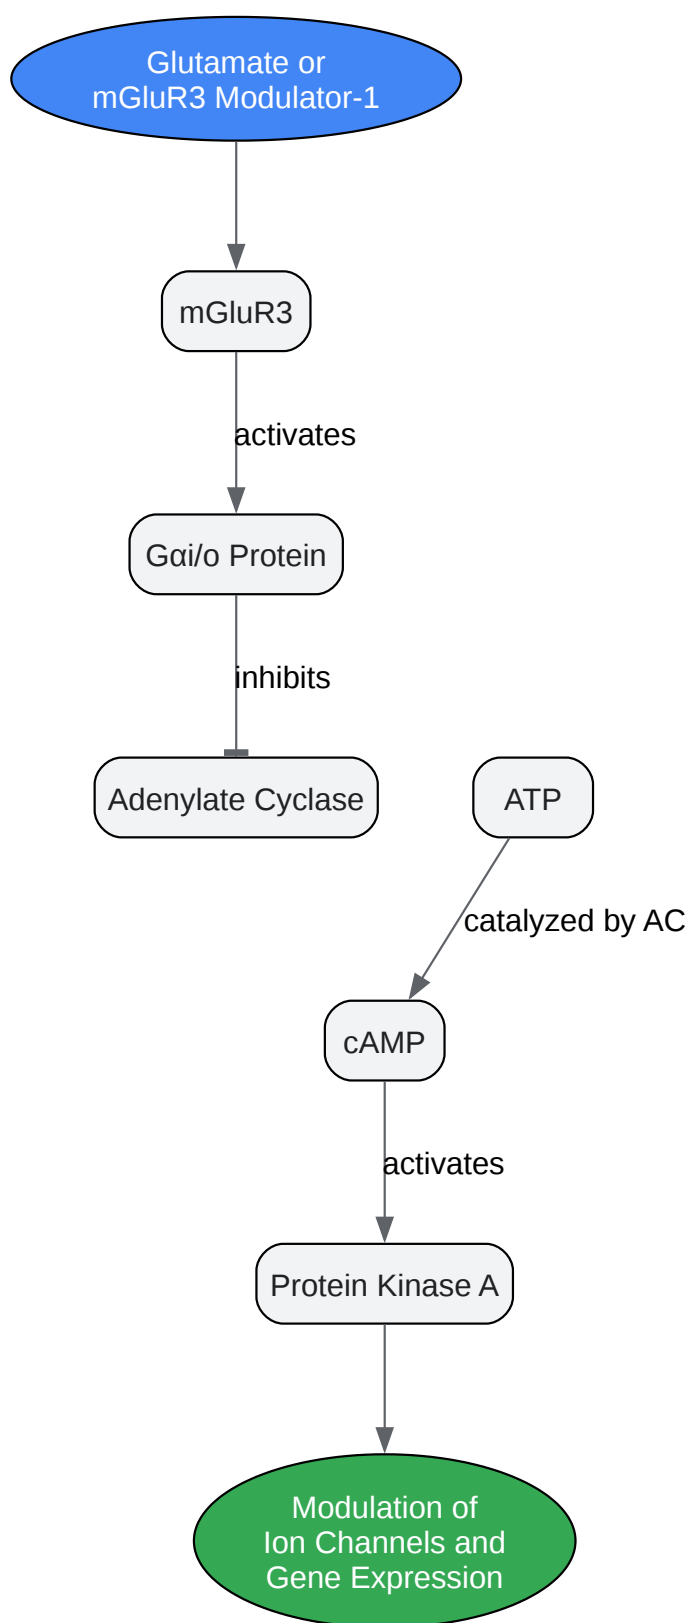 Glutamate or
mGluR3 Modulator-1
mGluR3
activates
Gαi/o Protein
inhibits
Adenylate Cyclase
ATP
catalyzed by AC
cAMP
activates
Protein Kinase A
Modulation of
Ion Channels and
Gene Expression